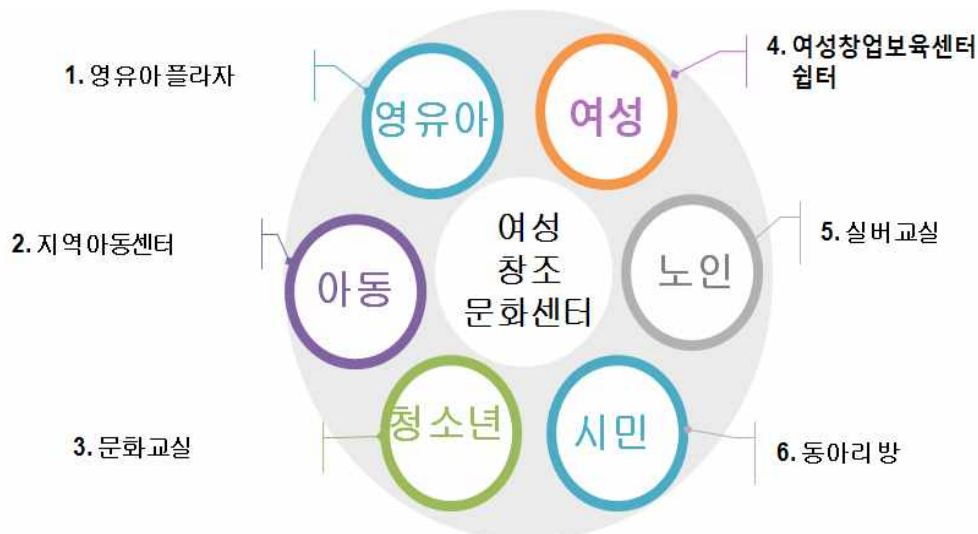 1. 영유아 플라자
영유아
여성
4. 여성창업보육센터
쉼터
2. 지역아동센터
아동
여성
창조
문화센터
노인
5. 실버교실
3. 문화교실
청소년
시민
6. 동아리 방